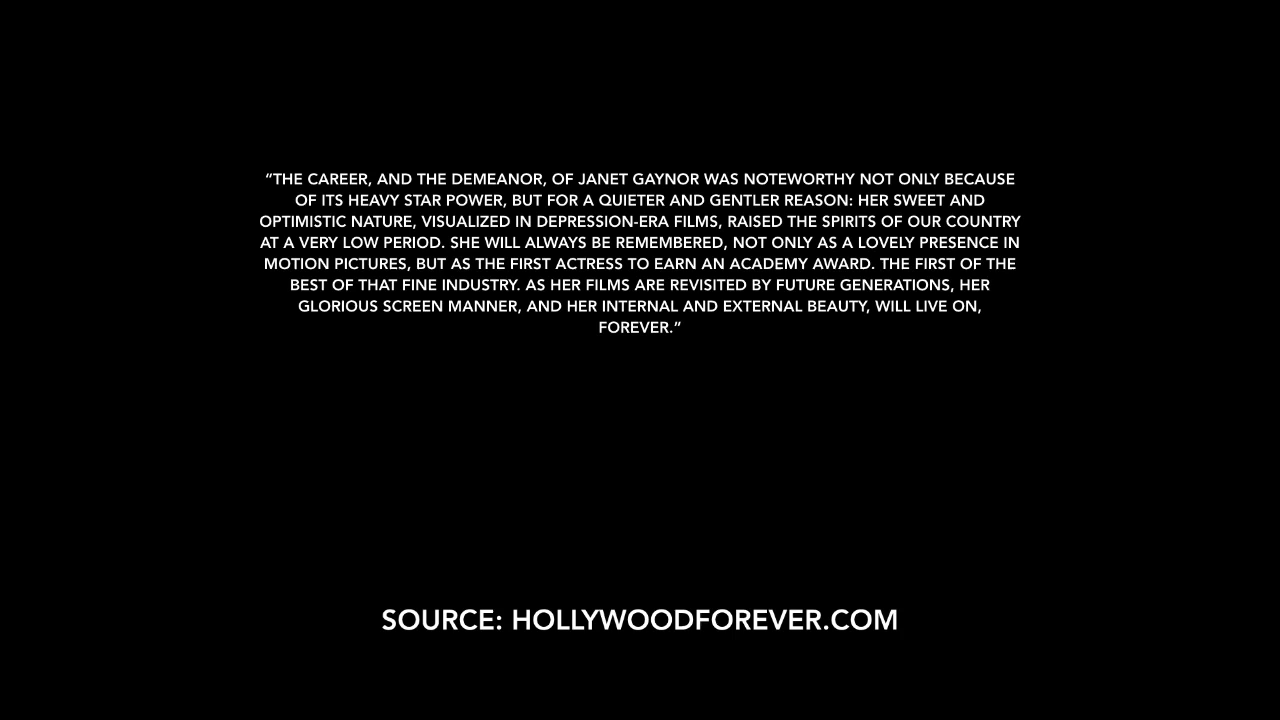 “THE CAREER, AND THE DEMEANOR, OF JANET GAYNOR WAS NOTEWORTHY NOT ONLY BECAUSE
OF ITS HEAVY STAR POWER, BUT FOR A QUIETER AND GENTLER REASON: HER SWEET AND
OPTIMISTIC NATURE, VISUALIZED IN DEPRESSION-ERA FILMS, RAISED THE SPIRITS OF OUR COUNTRY
AT A VERY LOW PERIOD. SHE WILL ALWAYS BE REMEMBERED, NOT ONLY AS A LOVELY PRESENCE IN
MOTION PICTURES, BUT AS THE FIRST ACTRESS TO EARN AN ACADEMY AWARD. THE FIRST OF THE
BEST OF THAT FINE INDUSTRY. AS HER FILMS ARE REVISITED BY FUTURE GENERATIONS, HER
GLORIOUS SCREEN MANNER, AND HER INTERNAL AND EXTERNAL BEAUTY, WILL LIVE ON,
FOREVER.”
SOURCE: HOLLYWOODFOREVER.COM